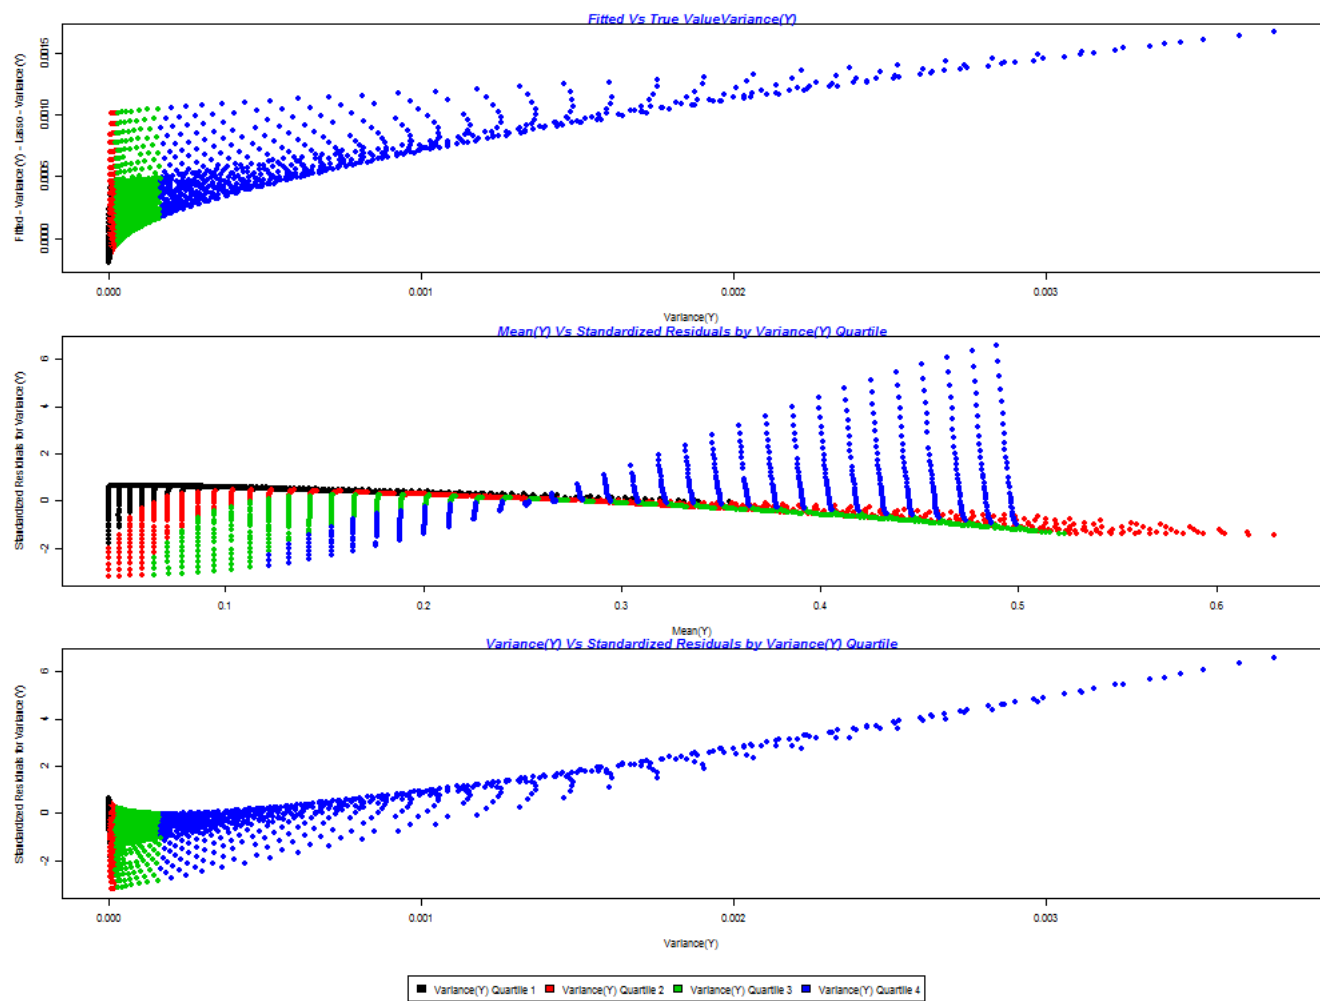 Fitted Vs True ValueVariance(Y)
Fitted - Variance(Y) - Lasso - Variance(Y)
0.0015
0.0010
0.0005
0.0000
0.000 0.001 0.002 0.003
Variance(Y)
Mean(Y) Vs Standardized Residuals by Variance(Y) Quartile
Standardized Residuals for Variance(Y)
6
4
2
0
-2
0.1 0.2 0.3 0.4 0.5 0.6
Mean(Y)
Variance(Y) Vs Standardized Residuals by Variance(Y) Quartile
Standardized Residuals for Variance(Y)
6
4
2
0
-2
0.000 0.001 0.002 0.003
Variance(Y)
Variance(Y) Quartile 1 Variance(Y) Quartile 2 Variance(Y) Quartile 3 Variance(Y) Quartile 4